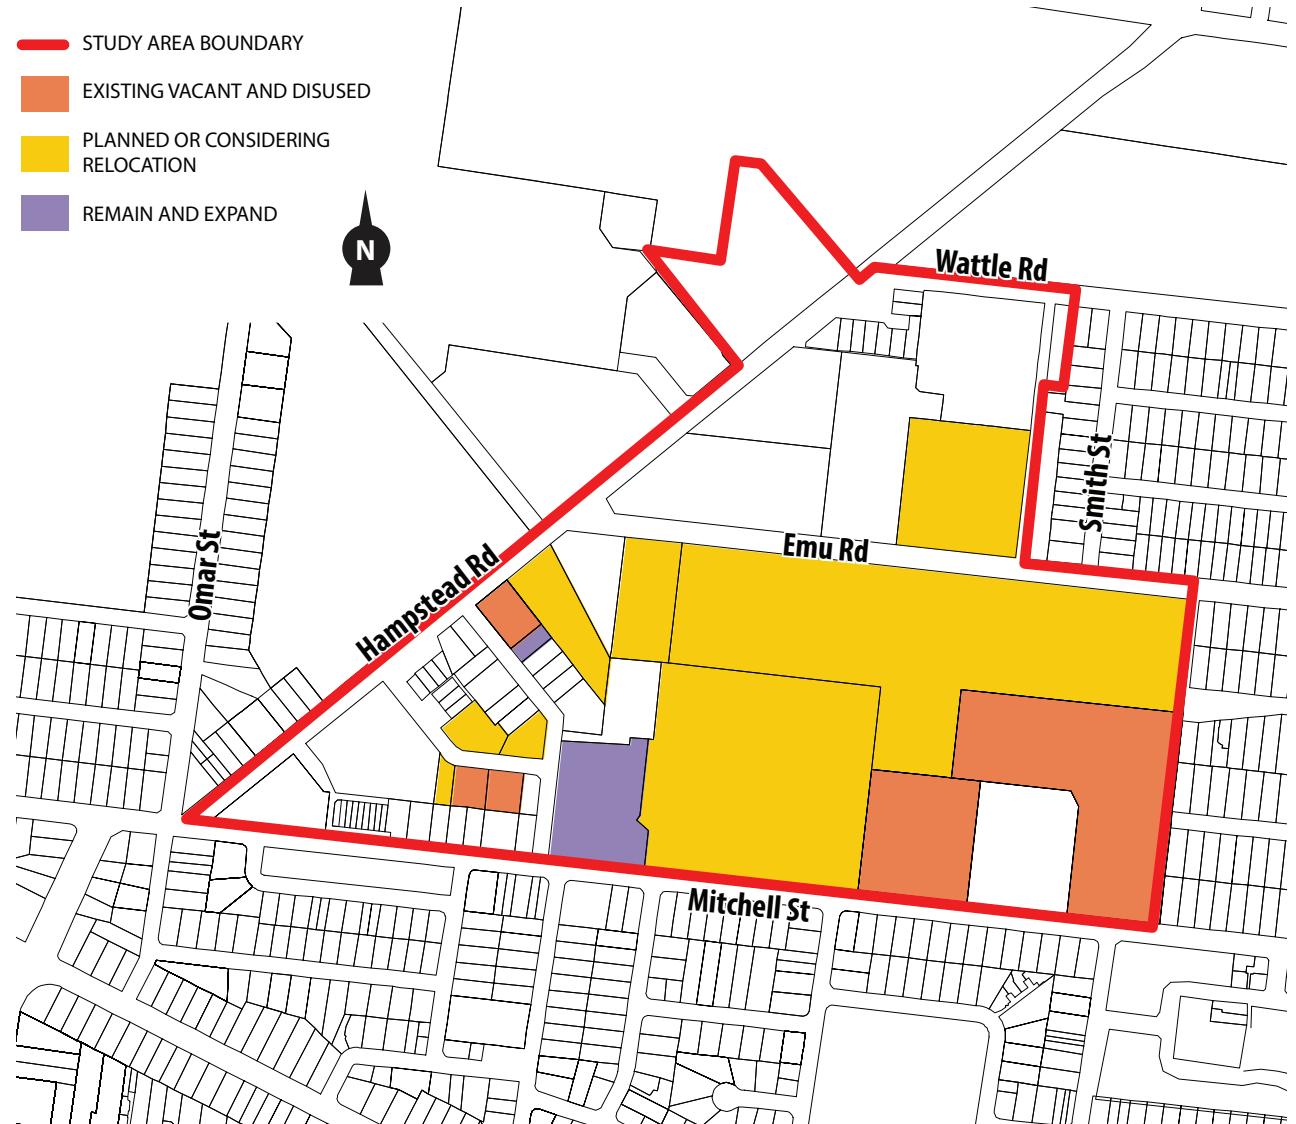 STUDY AREA BOUNDARY
EXISTING VACANT AND DISUSED
PLANNED OR CONSIDERING
RELOCATION
REMAIN AND EXPAND
N
Wattle Rd
Smith St
Emu Rd
Omar St
Hampstead Rd
Mitchell St